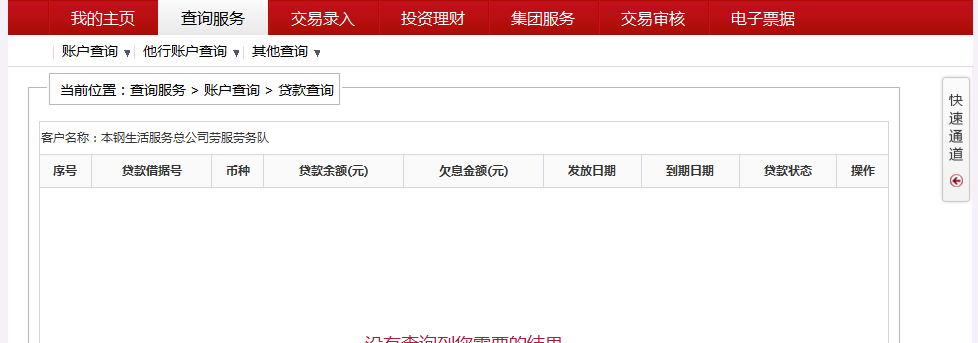 我的主页 查询服务 交易录入 投资理财 集团服务 交易审核 电子票据
账户查询 他行账户查询 其他查询
当前位置：查询服务 > 账户查询 > 贷款查询
快速通道
客户名称：本钢生活服务总公司劳服劳务队
序号 贷款借据号 币种 贷款余额(元) 欠息金额(元) 发放日期 到期日期 贷款状态 操作
没有查询到您需要的结果